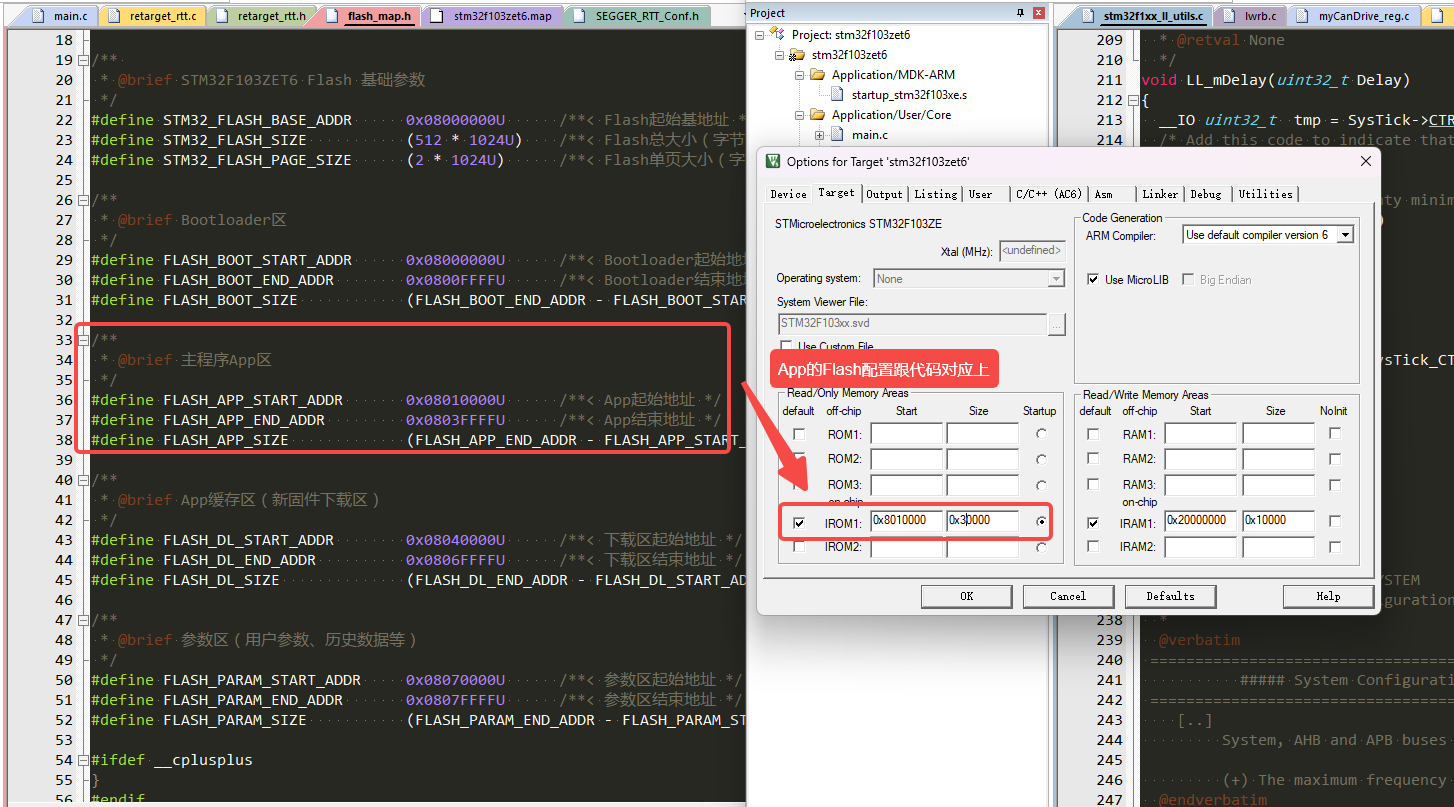 main.c
retarget_rtt.c
retarget_rtt.h
flash_map.h
stm32f103zet6.map
SEGGER_RTT_Conf.h
18
19 /**
20 * @brief STM32F103ZET6 Flash 基础参数
21 */
22 #define STM32_FLASH_BASE_ADDR 0x08000000U /**< Flash起始基地址 *
23 #define STM32_FLASH_SIZE (512 * 1024U) /**< Flash总大小(字节
24 #define STM32_FLASH_PAGE_SIZE (2 * 1024U) /**< Flash单页大小(字
25
26 /**
27 * @brief Bootloader区
28 */
29 #define FLASH_BOOT_START_ADDR 0x08000000U /**< Bootloader起始地
30 #define FLASH_BOOT_END_ADDR 0x0800FFFFU /**< Bootloader结束地
31 #define FLASH_BOOT_SIZE (FLASH_BOOT_END_ADDR - FLASH_BOOT_STAR
32
33 /**
34 * @brief 主程序App区
35 */
36 #define FLASH_APP_START_ADDR 0x08010000U /**< App起始地址 */
37 #define FLASH_APP_END_ADDR 0x0803FFFFU /**< App结束地址 */
38 #define FLASH_APP_SIZE (FLASH_APP_END_ADDR - FLASH_APP_START_
39
40 /**
41 * @brief App缓存区(新固件下载区)
42 */
43 #define FLASH_DL_START_ADDR 0x08040000U /**< 下载区起始地址 */
44 #define FLASH_DL_END_ADDR 0x0806FFFFU /**< 下载区结束地址 */
45 #define FLASH_DL_SIZE (FLASH_DL_END_ADDR - FLASH_DL_START_AD
46
47 /**
48 * @brief 参数区(用户参数、历史数据等)
49 */
50 #define FLASH_PARAM_START_ADDR 0x08070000U /**< 参数区起始地址 */
51 #define FLASH_PARAM_END_ADDR 0x0807FFFFU /**< 参数区结束地址 */
52 #define FLASH_PARAM_SIZE (FLASH_PARAM_END_ADDR - FLASH_PARAM_ST
53
54 #ifdef __cplusplus
55 }
56 #endif
Project
Project: stm32f103zet6
stm32f103zet6
Application/MDK-ARM
startup_stm32f103xe.s
Application/User/Core
main.c
Options for Target 'stm32f103zet6'
Device Target Output Listing User C/C++ (AC6) Asm Linker Debug Utilities
STMicroelectronics STM32F103ZE
Xtal (MHz): <undefined>
Operating system: None
System Viewer File:
STM32F103xx.svd
...
Use Custom File
Code Generation
ARM Compiler: Use default compiler version 6
Use MicroLIB
Big Endian
App的Flash配置跟代码对应上
Read/Only Memory Areas
default off-chip Start Size Startup
ROM1:
ROM2:
ROM3:
on-chip
IROM1: 0x8010000 0x30000
IROM2:
Read/Write Memory Areas
default off-chip Start Size NoInit
RAM1:
RAM2:
RAM3:
on-chip
IRAM1: 0x20000000 0x10000
IRAM2:
OK Cancel Defaults Help
stm32f1xx_ll_utils.c
lwrb.c
myCanDrive_reg.c
209 * @retval None
210 */
211 void LL_mDelay(uint32_t Delay)
212 {
213 __IO uint32_t tmp = SysTick->CTR
214 /* Add this code to indicate that
nty minim
ysTick_CT
YSTEM
guration
238 *
239 @verbatim
240 ==================================
241 ##### System Configurati
242 ==================================
243 [..]
244 System, AHB and APB buses
245
246 (+) The maximum frequency
247 @endverbatim